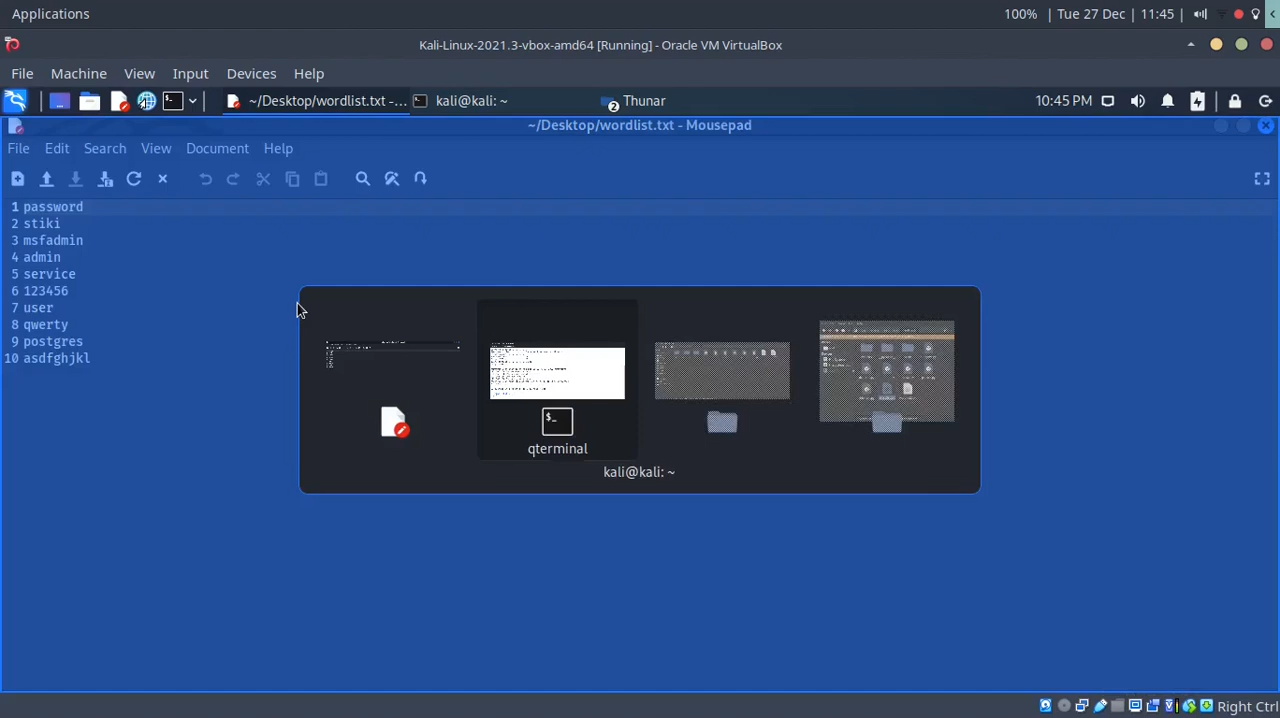 Applications
100% | Tue 27 Dec | 11:45
Kali-Linux-2021.3-vbox-amd64 [Running] - Oracle VM VirtualBox
File Machine View Input Devices Help
~/Desktop/wordlist.txt -...
kali@kali: ~
2
Thunar
10:45 PM
~/Desktop/wordlist.txt - Mousepad
File Edit Search View Document Help
1 password
2 stiki
3 msfadmin
4 admin
5 service
6 123456
7 user
8 qwerty
9 postgres
10 asdfghjkl
$_
qterminal
kali@kali: ~
Right Ctrl